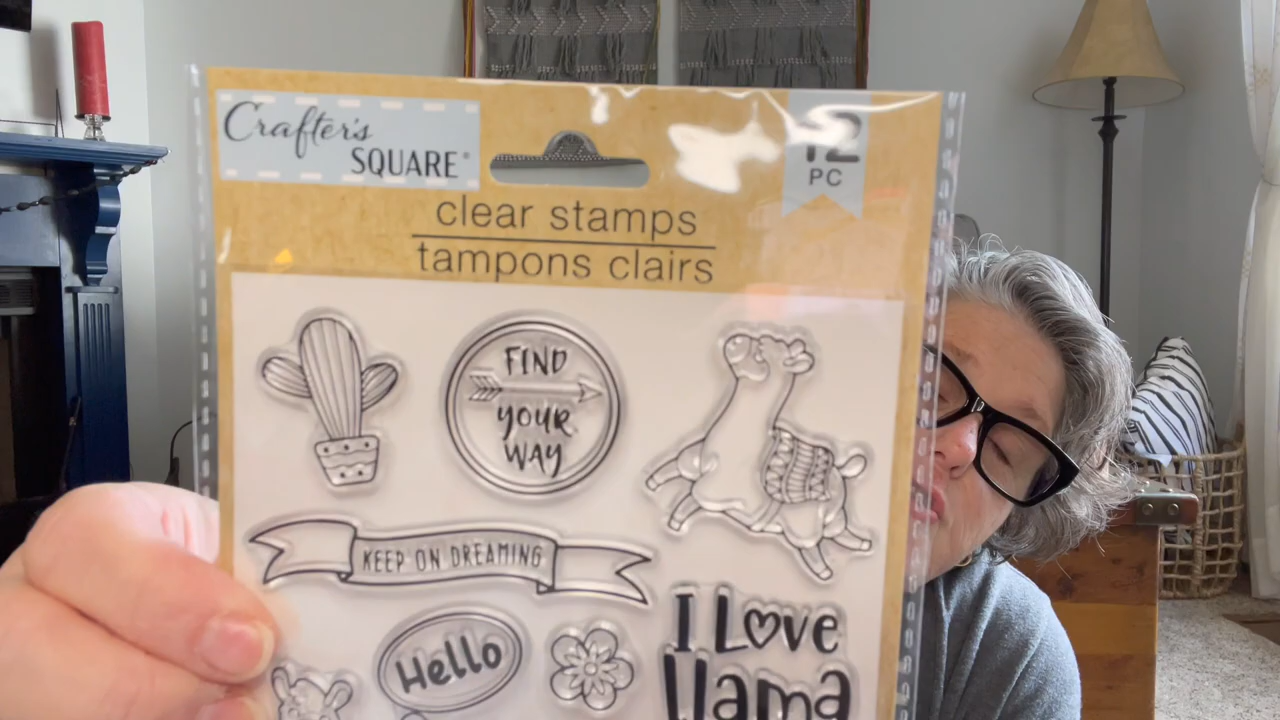 Crafter's
SQUARE®
12
PC
clear stamps
tampons clairs
FIND
YOUR
WAY
KEEP ON DREAMING
Hello
I Love
llama